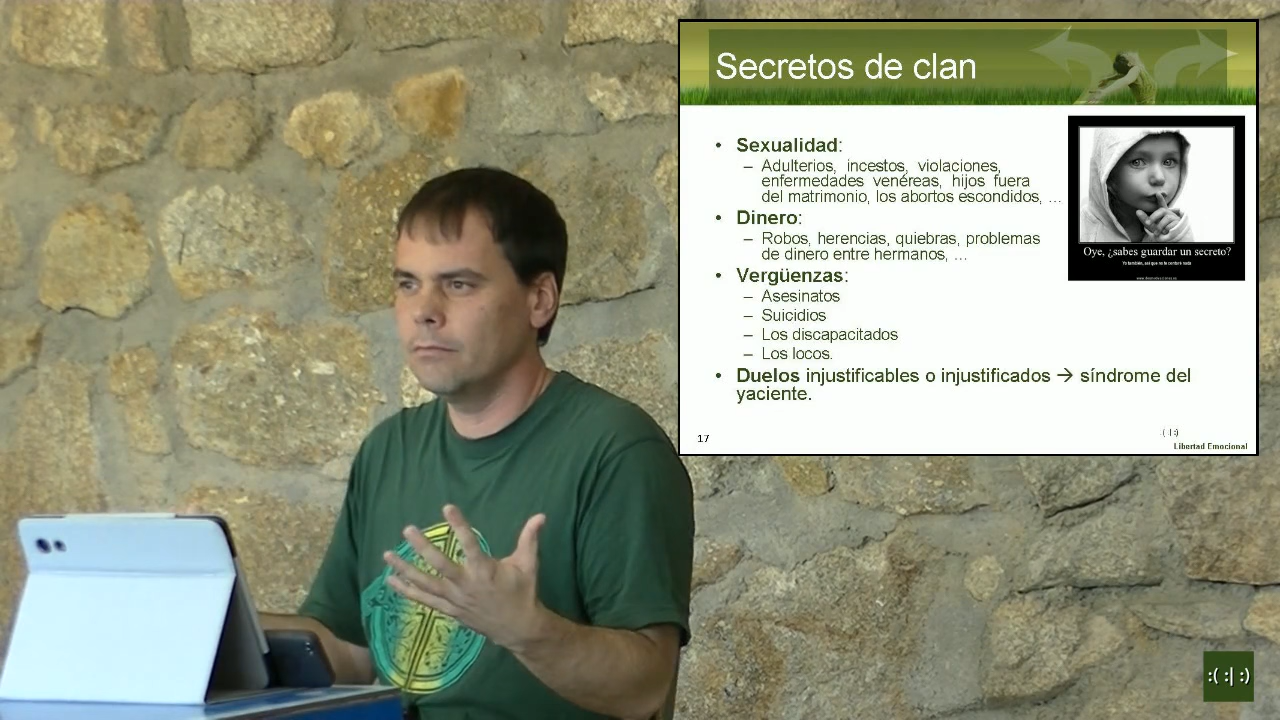 Secretos de clan
• Sexualidad:
– Adulterios, incestos, violaciones,
enfermedades venéreas, hijos fuera
del matrimonio, los abortos escondidos, ...
• Dinero:
– Robos, herencias, quiebras, problemas
de dinero entre hermanos, ...
• Vergüenzas:
– Asesinatos
– Suicidios
– Los discapacitados
– Los locos.
• Duelos injustificables o injustificados → síndrome del
yaciente.
Oye, ¿sabes guardar un secreto?
17
:( :| :)
Libertad Emocional
:( :| :)